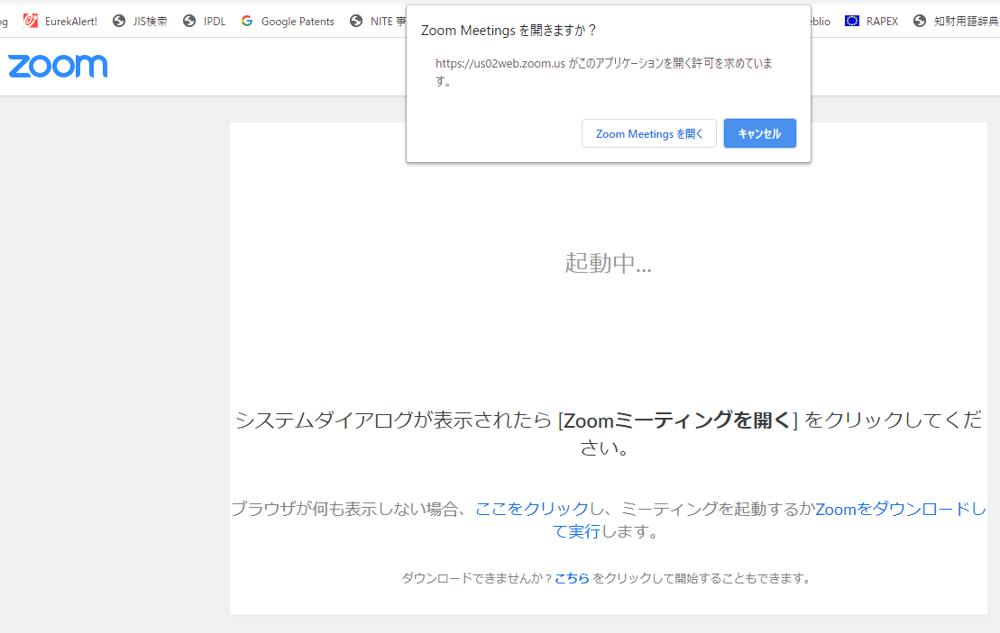 EurekAlert! JIS検索 IPDL Google Patents NITE RAPEX 知財用語辞典
Zoom Meetings を開きますか？
https://us02web.zoom.us がこのアプリケーションを開く許可を求めていま
す。
Zoom Meetings を開く キャンセル
zoom
起動中...
システムダイアログが表示されたら [Zoomミーティングを開く] をクリックしてくだ
さい。
ブラウザが何も表示しない場合、ここをクリックし、ミーティングを起動するかZoomをダウンロードし
て実行します。
ダウンロードできませんか？こちら をクリックして開始することもできます。